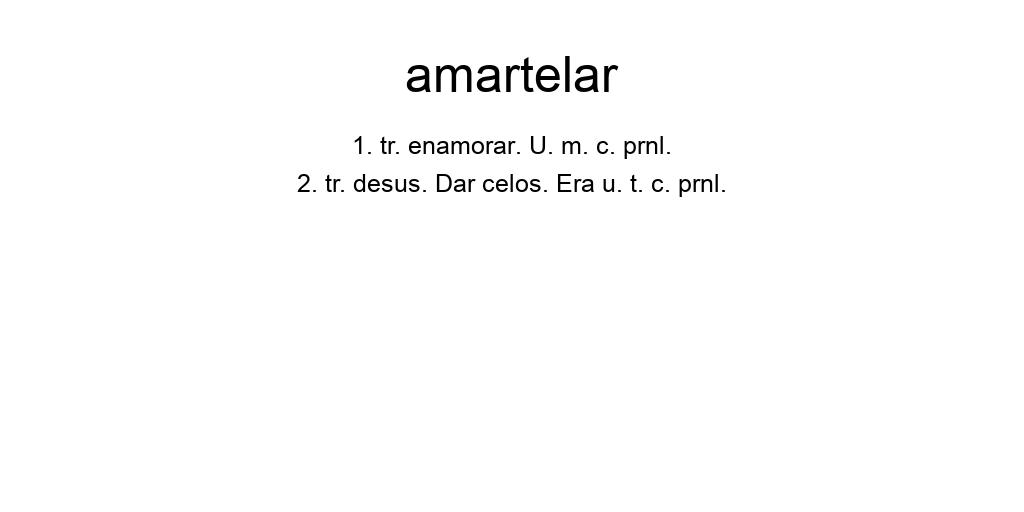 amartelar
1. tr. enamorar. U. m. c. prnl.
2. tr. desus. Dar celos. Era u. t. c. prnl.